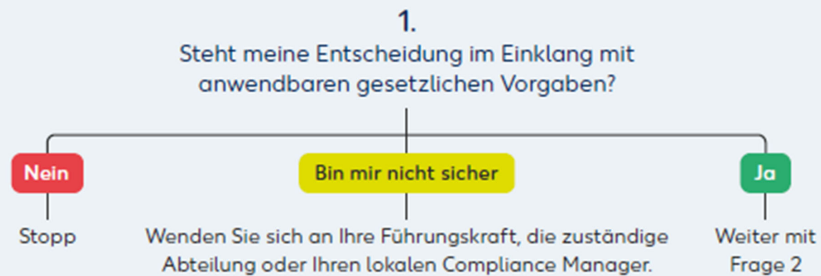 1.
Steht meine Entscheidung im Einklang mit
anwendbaren gesetzlichen Vorgaben?
Nein
Bin mir nicht sicher
Ja
Stopp
Wenden Sie sich an Ihre Führungskraft, die zuständige
Abteilung oder Ihren lokalen Compliance Manager.
Weiter mit
Frage 2